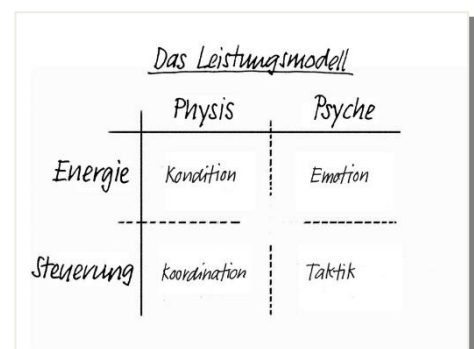 Das Leistungsmodell
Physis Psyche
Energie Kondition Emotion
Steuerung Koordination Taktik